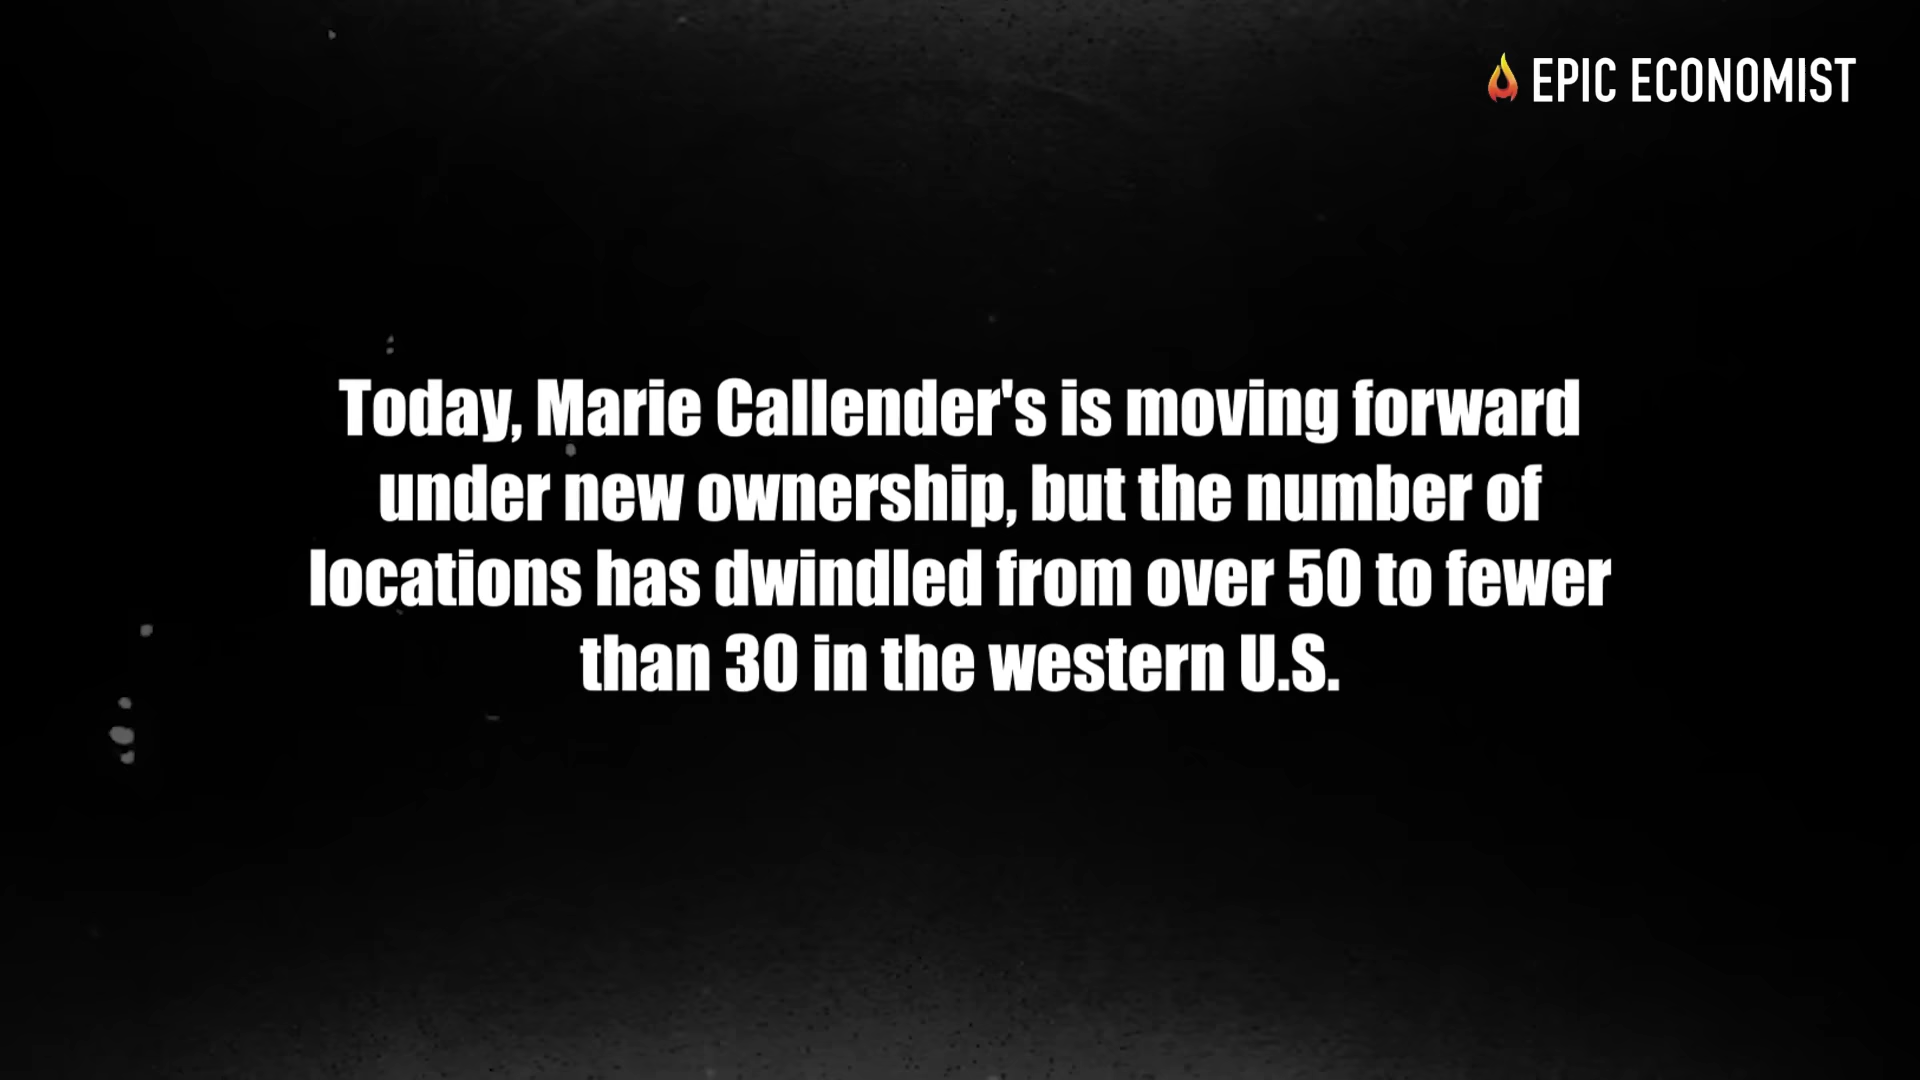 EPIC ECONOMIST
Today, Marie Callender's is moving forward
under new ownership, but the number of
locations has dwindled from over 50 to fewer
than 30 in the western U.S.